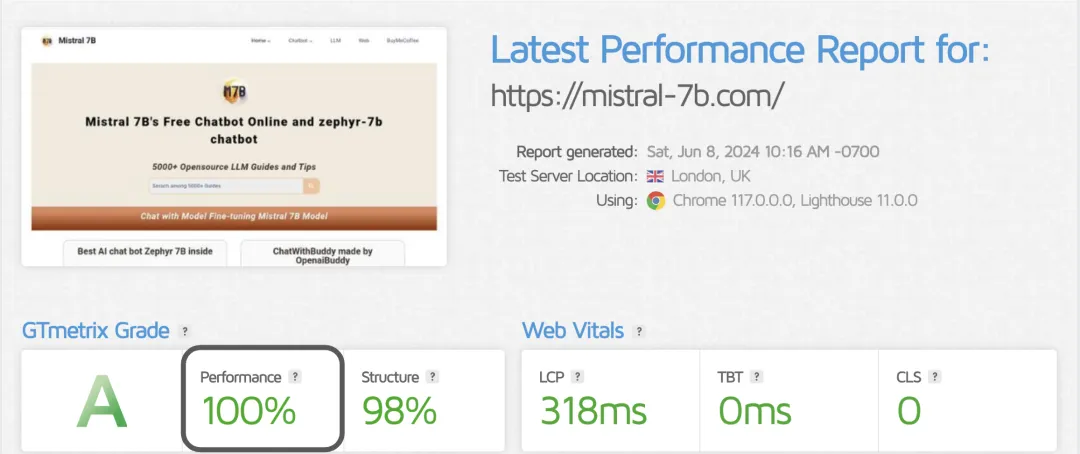 Mistral 7B
Home Chatbot LLM Web BuyMeCoffee
M7B
Mistral 7B's Free Chatbot Online and zephyr-7b
chatbot
5000+ Opensource LLM Guides and Tips
Serach among 5000+ Guides
Chat with Model Fine-tuning Mistral 7B Model
Best AI chat bot Zephyr 7B inside
ChatWithBuddy made by
OpenaiBuddy
Latest Performance Report for:
https://mistral-7b.com/
Report generated: Sat, Jun 8, 2024 10:16 AM -0700
Test Server Location: London, UK
Using: Chrome 117.0.0.0, Lighthouse 11.0.0
GTmetrix Grade ?
A
Performance ?
100%
Structure ?
98%
Web Vitals ?
LCP ?
318ms
TBT ?
0ms
CLS ?
0